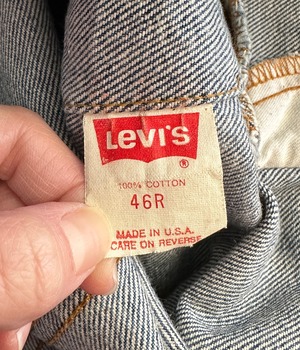 LEVI'S
®
100% COTTON
46R
MADE IN U.S.A.
CARE ON REVERSE